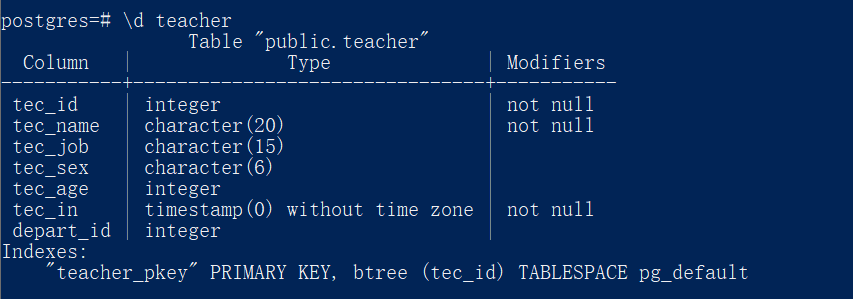 postgres=# \d teacher
Table "public.teacher"
Column | Type | Modifiers
-----------+--------------------------------+-----------
tec_id | integer | not null
tec_name | character(20) | not null
tec_job | character(15) |
tec_sex | character(6) |
tec_age | integer |
tec_in | timestamp(0) without time zone | not null
depart_id | integer |
Indexes:
"teacher_pkey" PRIMARY KEY, btree (tec_id) TABLESPACE pg_default